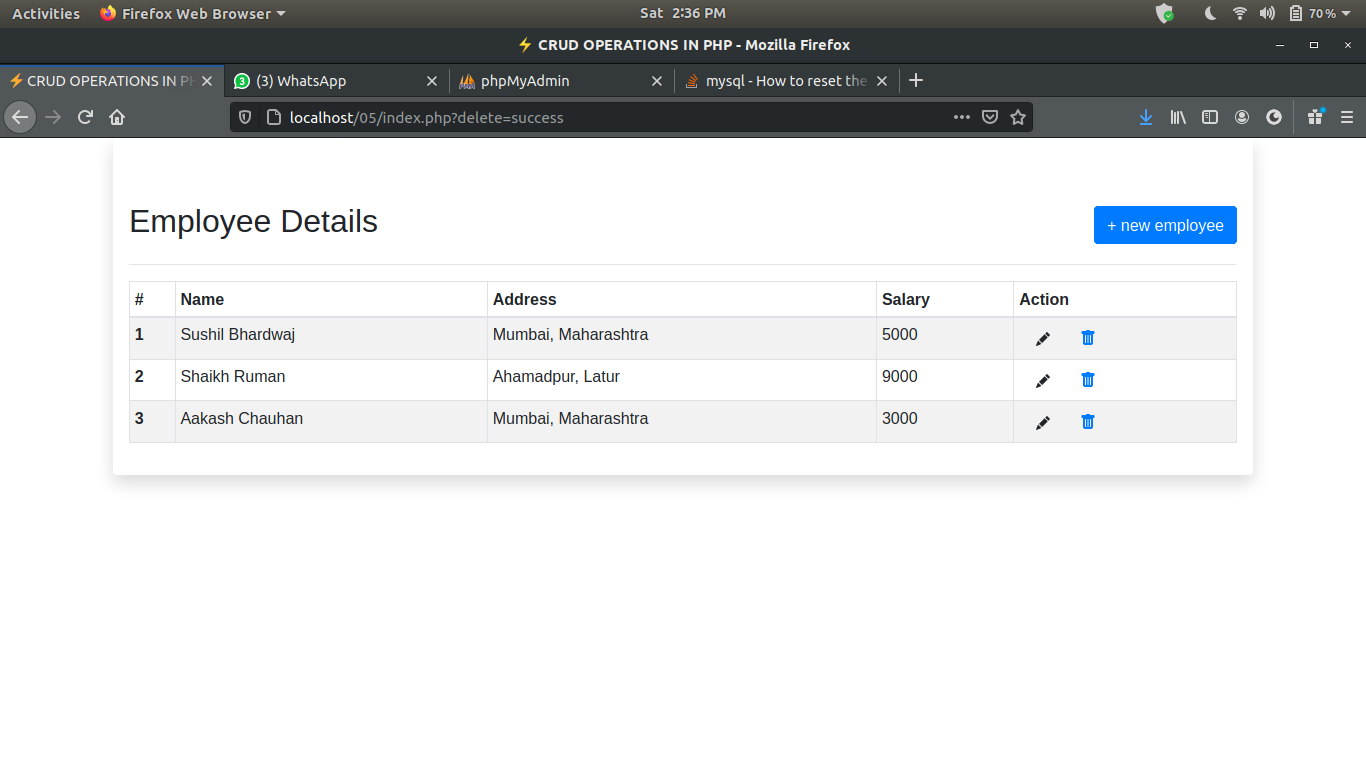 Activities Firefox Web Browser Sat 2:36 PM 70%
⚡ CRUD OPERATIONS IN PHP - Mozilla Firefox
⚡ CRUD OPERATIONS IN PH 3 (3) WhatsApp phpMyAdmin mysql - How to reset the
localhost/05/index.php?delete=success
Employee Details + new employee
# Name Address Salary Action
1 Sushil Bhardwaj Mumbai, Maharashtra 5000
2 Shaikh Ruman Ahamadpur, Latur 9000
3 Aakash Chauhan Mumbai, Maharashtra 3000